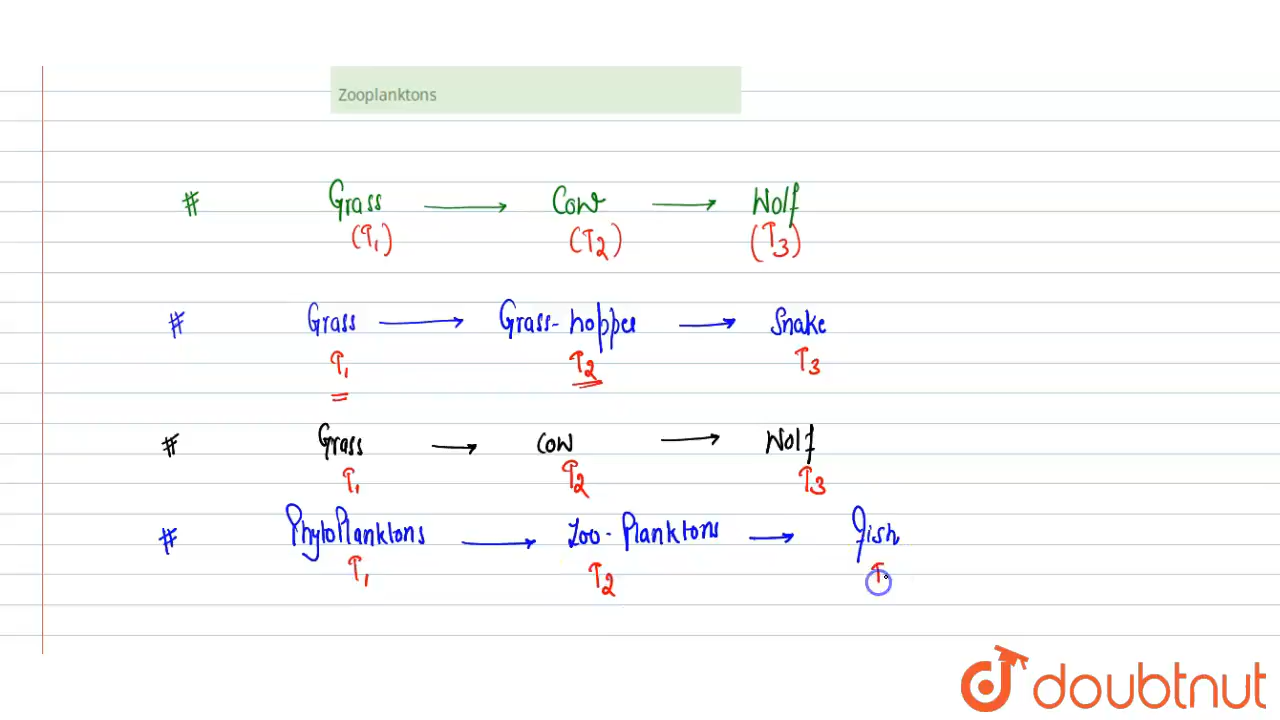 Zooplanktons
# Grass → Cow → Wolf
(T1) (T2) (T3)
# Grass → Grass-hopper → Snake
T1 T2 T3
# Grass → Cow → Wolf
T1 T2 T3
# PhytoPlanktons → Zoo-Planktons → Fish
T1 T2 T
doubtnut